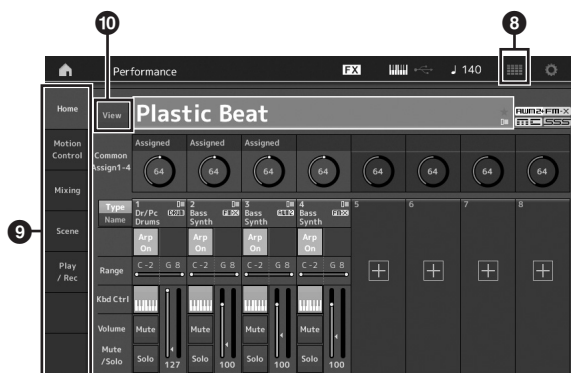 10
8
Performance
FX
140
Home
View
Plastic Beat
AWM2+FM-X
Motion
Control
Common
Assign1-4
Assigned
Assigned
Assigned
64
64
64
64
64
64
64
64
Mixing
9
Scene
Play
/ Rec
Type
Name
1
Dr/Pc
Drums
2
Bass
Synth
3
Bass
Synth
4
Bass
Synth
5
6
7
8
Arp
On
Arp
On
Arp
On
Arp
On
Range
C -2 G 8
C -2 G 8
C -2 G 8
C -2 G 8
Kbd Ctrl
Volume
Mute
Mute
Mute
Mute
Mute
/Solo
Solo
127
Solo
100
Solo
100
Solo
100